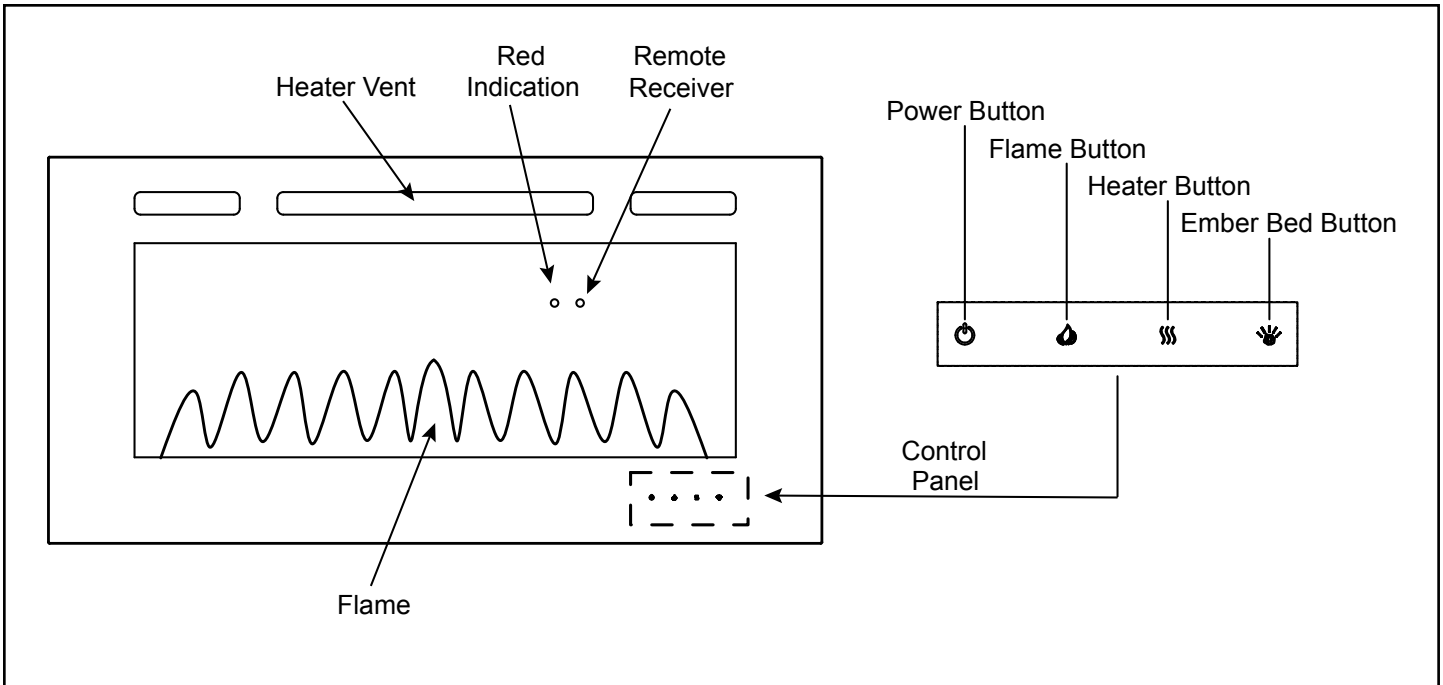 Red
Indication
Remote
Receiver
Heater Vent
Power Button
Flame Button
Heater Button
Ember Bed Button
Control
Panel
Flame